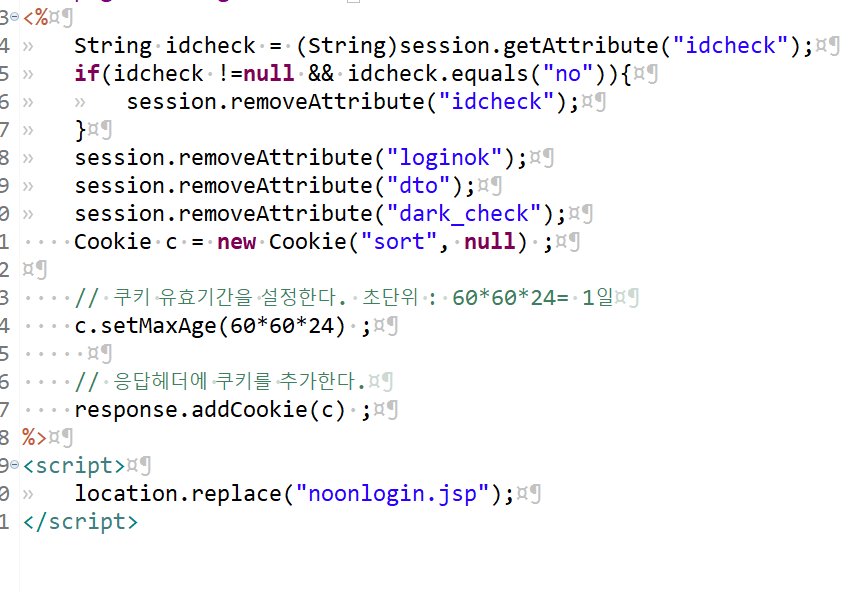 3 <%
4 String idcheck = (String)session.getAttribute("idcheck");
5 if(idcheck !=null && idcheck.equals("no")){
6 session.removeAttribute("idcheck");
7 }
8 session.removeAttribute("loginok");
9 session.removeAttribute("dto");
0 session.removeAttribute("dark_check");
1 Cookie c = new Cookie("sort", null) ;
2
3 // 쿠키 유효기간을 설정한다. 초단위 : 60*60*24= 1일
4 c.setMaxAge(60*60*24) ;
5
6 // 응답헤더에 쿠키를 추가한다.
7 response.addCookie(c) ;
8 %>
9 <script>
0 location.replace("noonlogin.jsp");
1 </script>